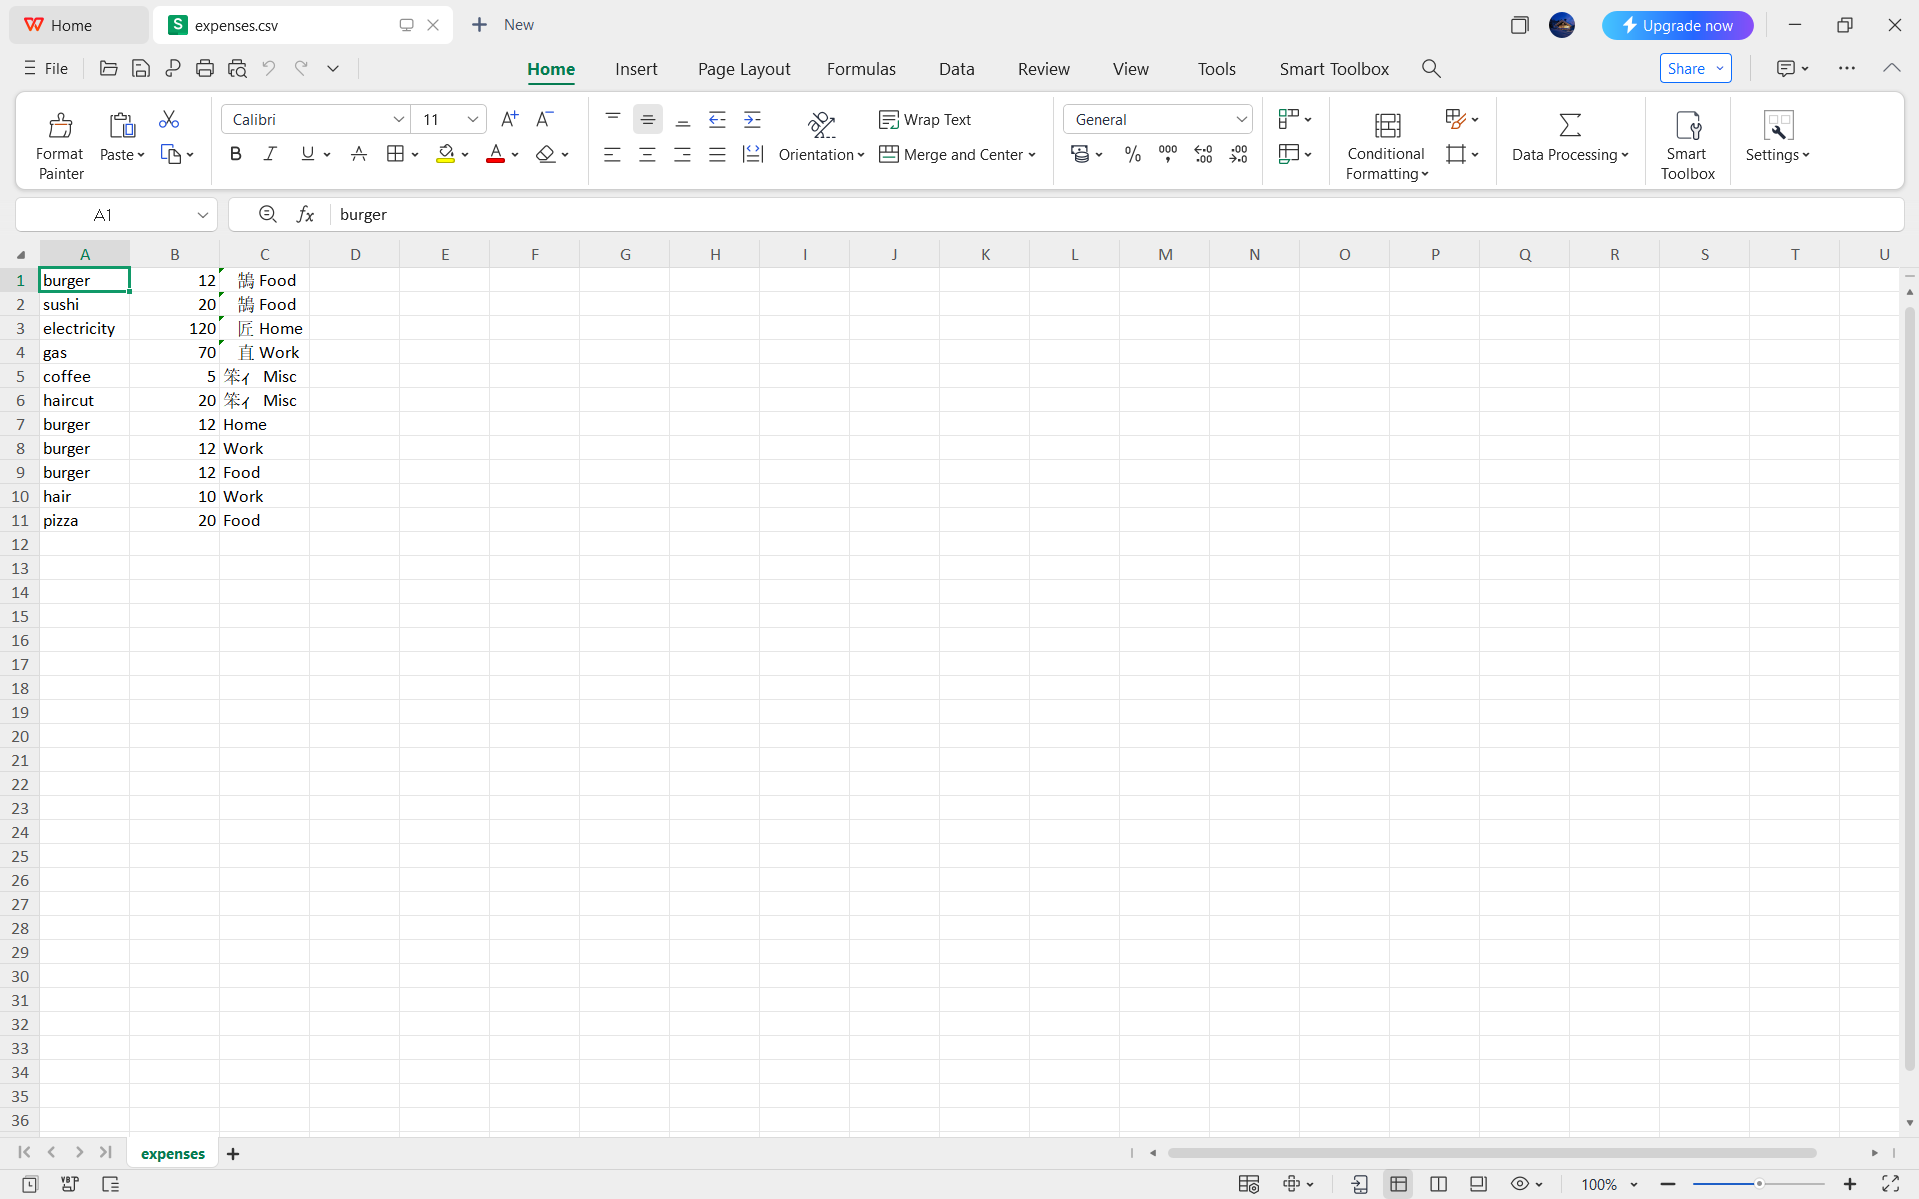 Home
expenses.csv
New
Upgrade now
File
Home Insert Page Layout Formulas Data Review View Tools Smart Toolbox
Share
Format Painter
Paste
Calibri 11
Orientation
Wrap Text
Merge and Center
General
Conditional Formatting
Data Processing
Smart Toolbox
Settings
A1
burger
A B C D E F G H I J K L M N O P Q R S T U
1 burger 12 鵠 Food
2 sushi 20 鵠 Food
3 electricity 120 匠 Home
4 gas 70 直 Work
5 coffee 5 笨ィ Misc
6 haircut 20 笨ィ Misc
7 burger 12 Home
8 burger 12 Work
9 burger 12 Food
10 hair 10 Work
11 pizza 20 Food
12
13
14
15
16
17
18
19
20
21
22
23
24
25
26
27
28
29
30
31
32
33
34
35
36
expenses
100%